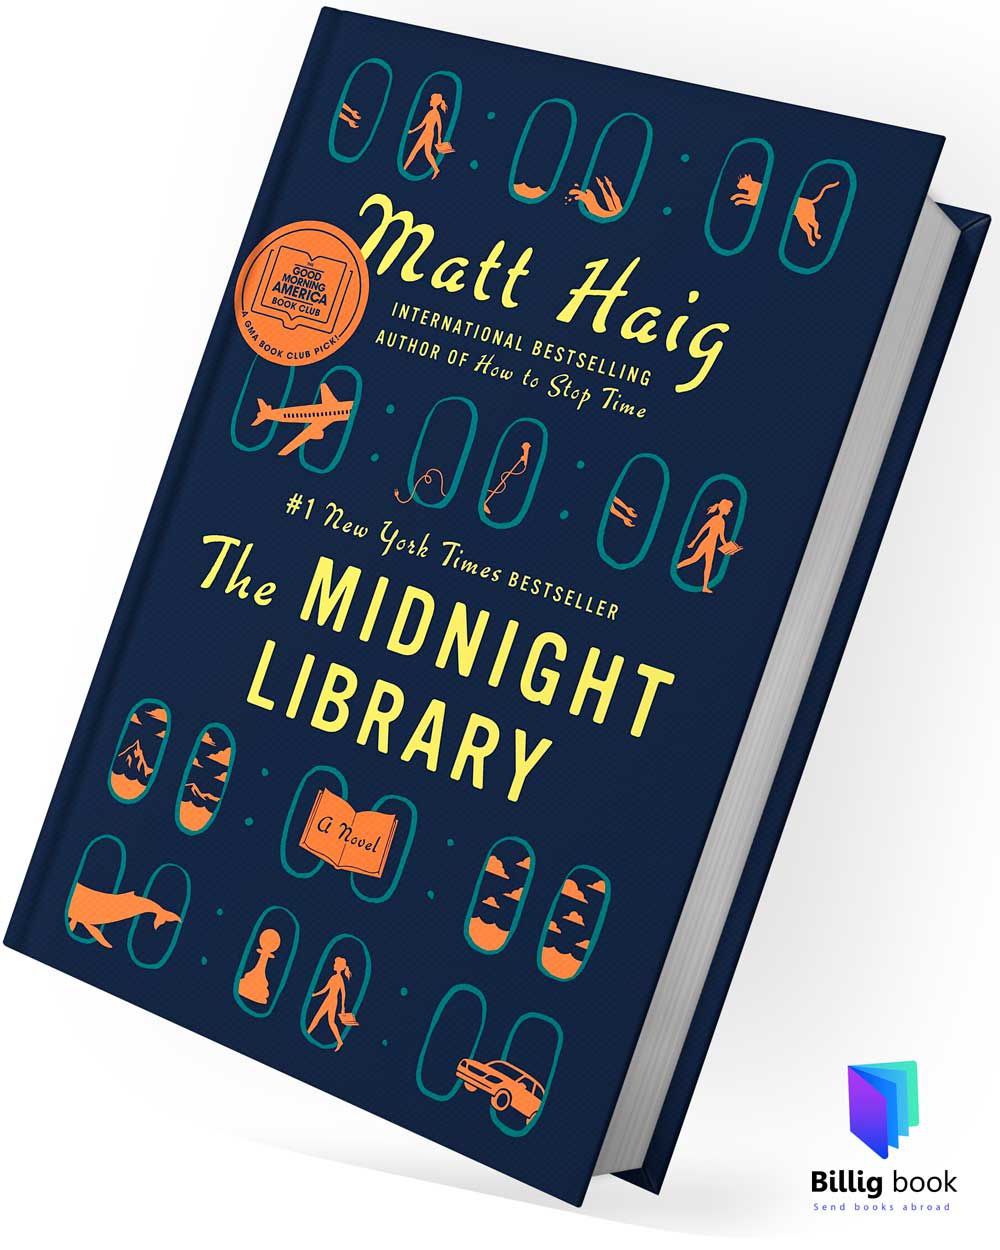 Matt Haig
INTERNATIONAL BESTSELLING
AUTHOR OF How to Stop Time
THE
GOOD
MORNING
AMERICA
BOOK CLUB
A GMA BOOK CLUB PICK!
#1 New York Times BESTSELLER
The MIDNIGHT
LIBRARY
A Novel
Billig book
Send books abroad